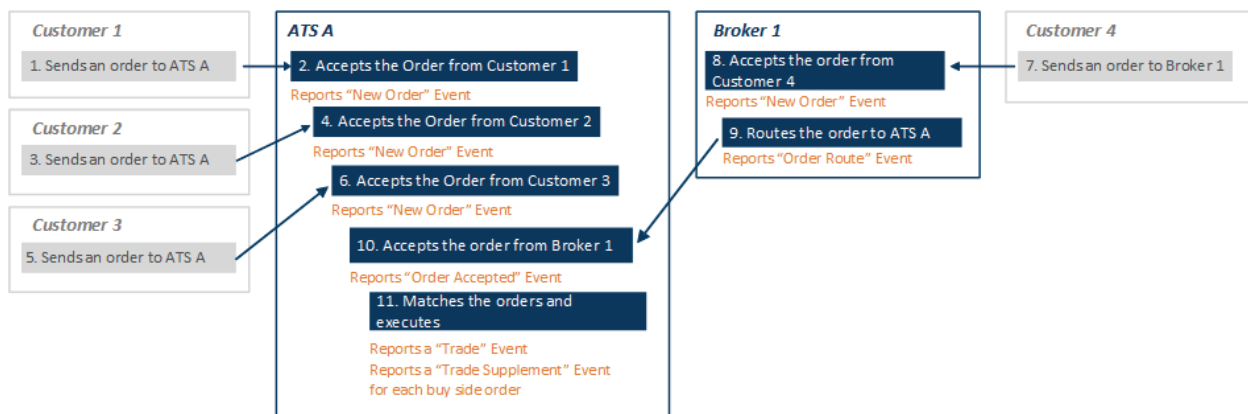 Customer 1
1. Sends an order to ATS A
Customer 2
3. Sends an order to ATS A
Customer 3
5. Sends an order to ATS A
ATS A
2. Accepts the Order from Customer 1
Reports “New Order” Event
4. Accepts the Order from Customer 2
Reports “New Order” Event
6. Accepts the Order from Customer 3
Reports “New Order” Event
10. Accepts the order from Broker 1
Reports “Order Accepted” Event
11. Matches the orders and
executes
Reports a “Trade” Event
Reports a “Trade Supplement” Event
for each buy side order
Broker 1
8. Accepts the order from
Customer 4
Reports “New Order” Event
9. Routes the order to ATS A
Reports “Order Route” Event
Customer 4
7. Sends an order to Broker 1